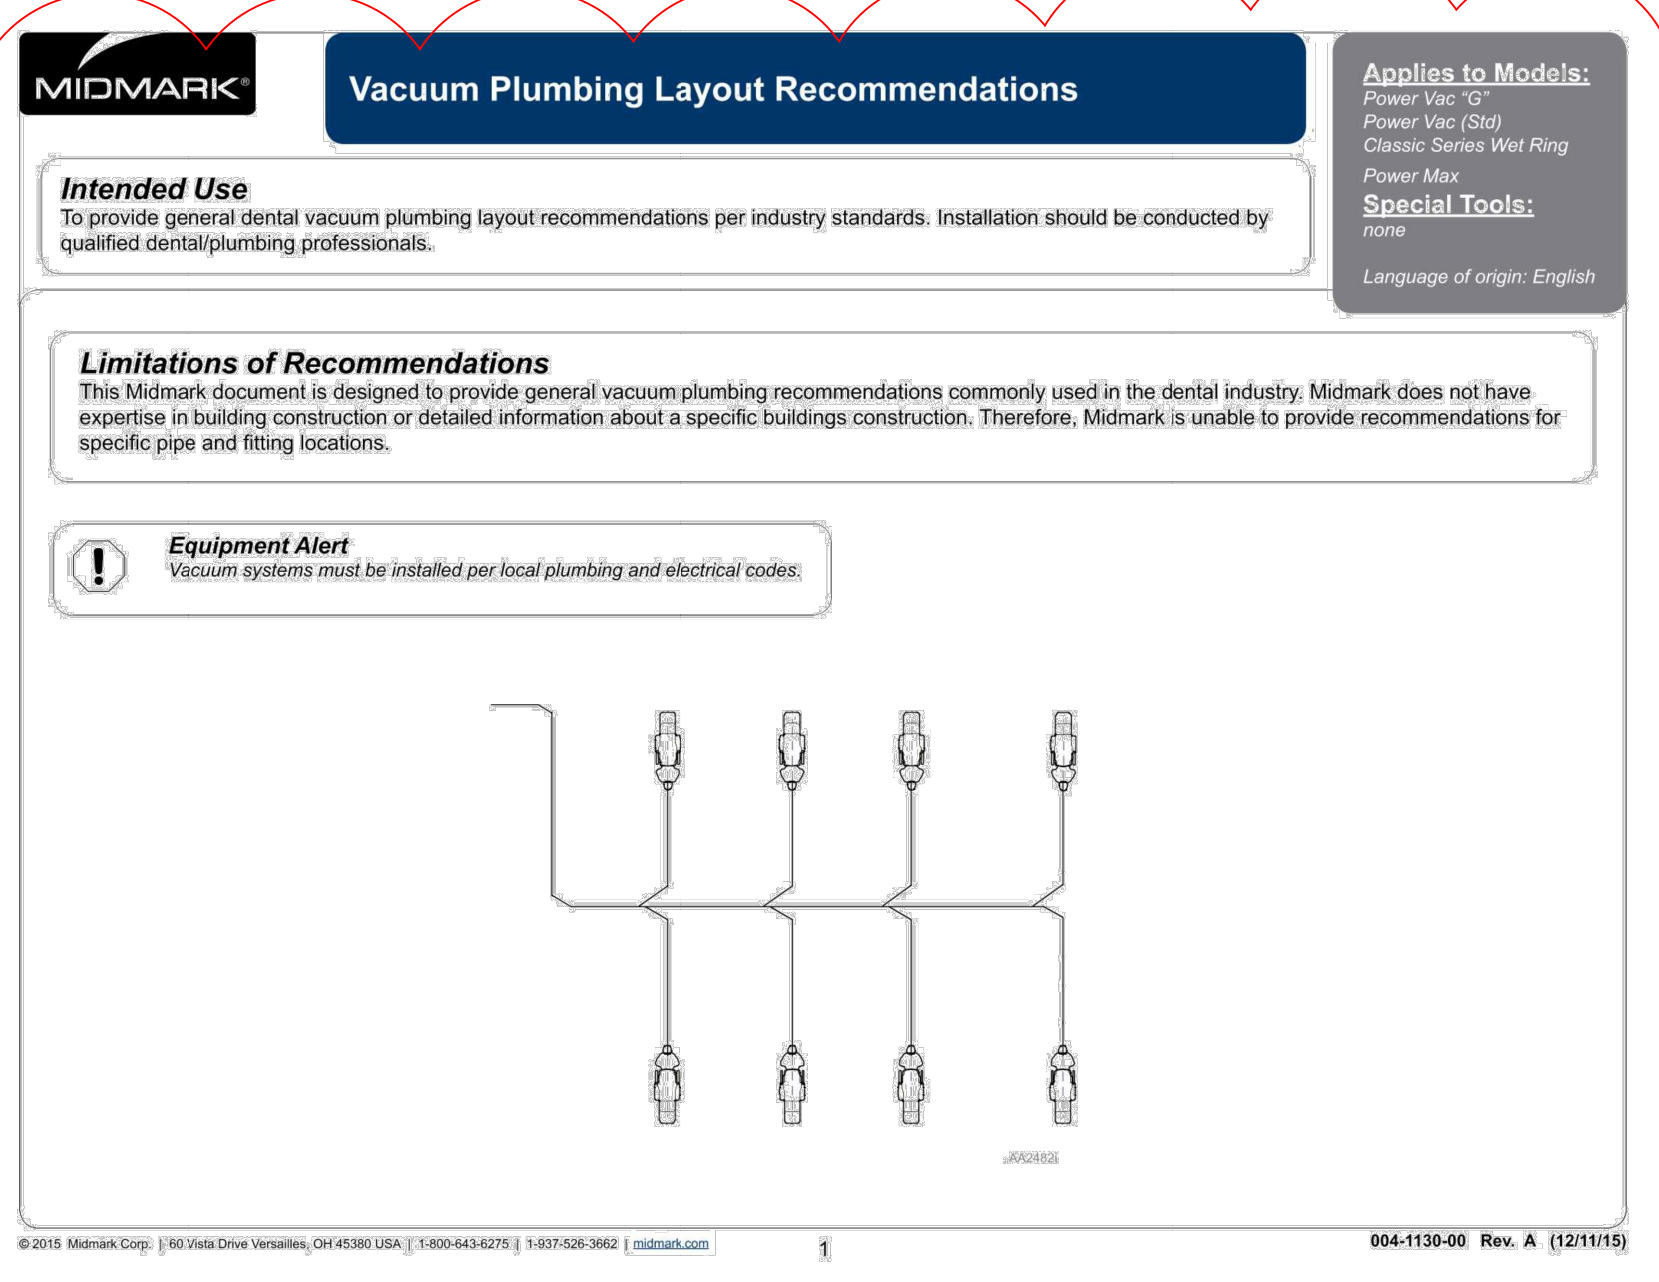 MIDMARK®
Vacuum Plumbing Layout Recommendations
Applies to Models:
Power Vac “G”
Power Vac (Std)
Classic Series Wet Ring
Power Max
Special Tools:
none
Language of origin: English
Intended Use
To provide general dental vacuum plumbing layout recommendations per industry standards. Installation should be conducted by
qualified dental/plumbing professionals.
Limitations of Recommendations
This Midmark document is designed to provide general vacuum plumbing recommendations commonly used in the dental industry. Midmark does not have
expertise in building construction or detailed information about a specific buildings construction. Therefore, Midmark is unable to provide recommendations for
specific pipe and fitting locations.
!
Equipment Alert
Vacuum systems must be installed per local plumbing and electrical codes.
AA2482i
© 2015 Midmark Corp. | 60 Vista Drive Versailles, OH 45380 USA | 1-800-643-6275 | 1-937-526-3662 | midmark.com
1
004-1130-00 Rev. A (12/11/15)